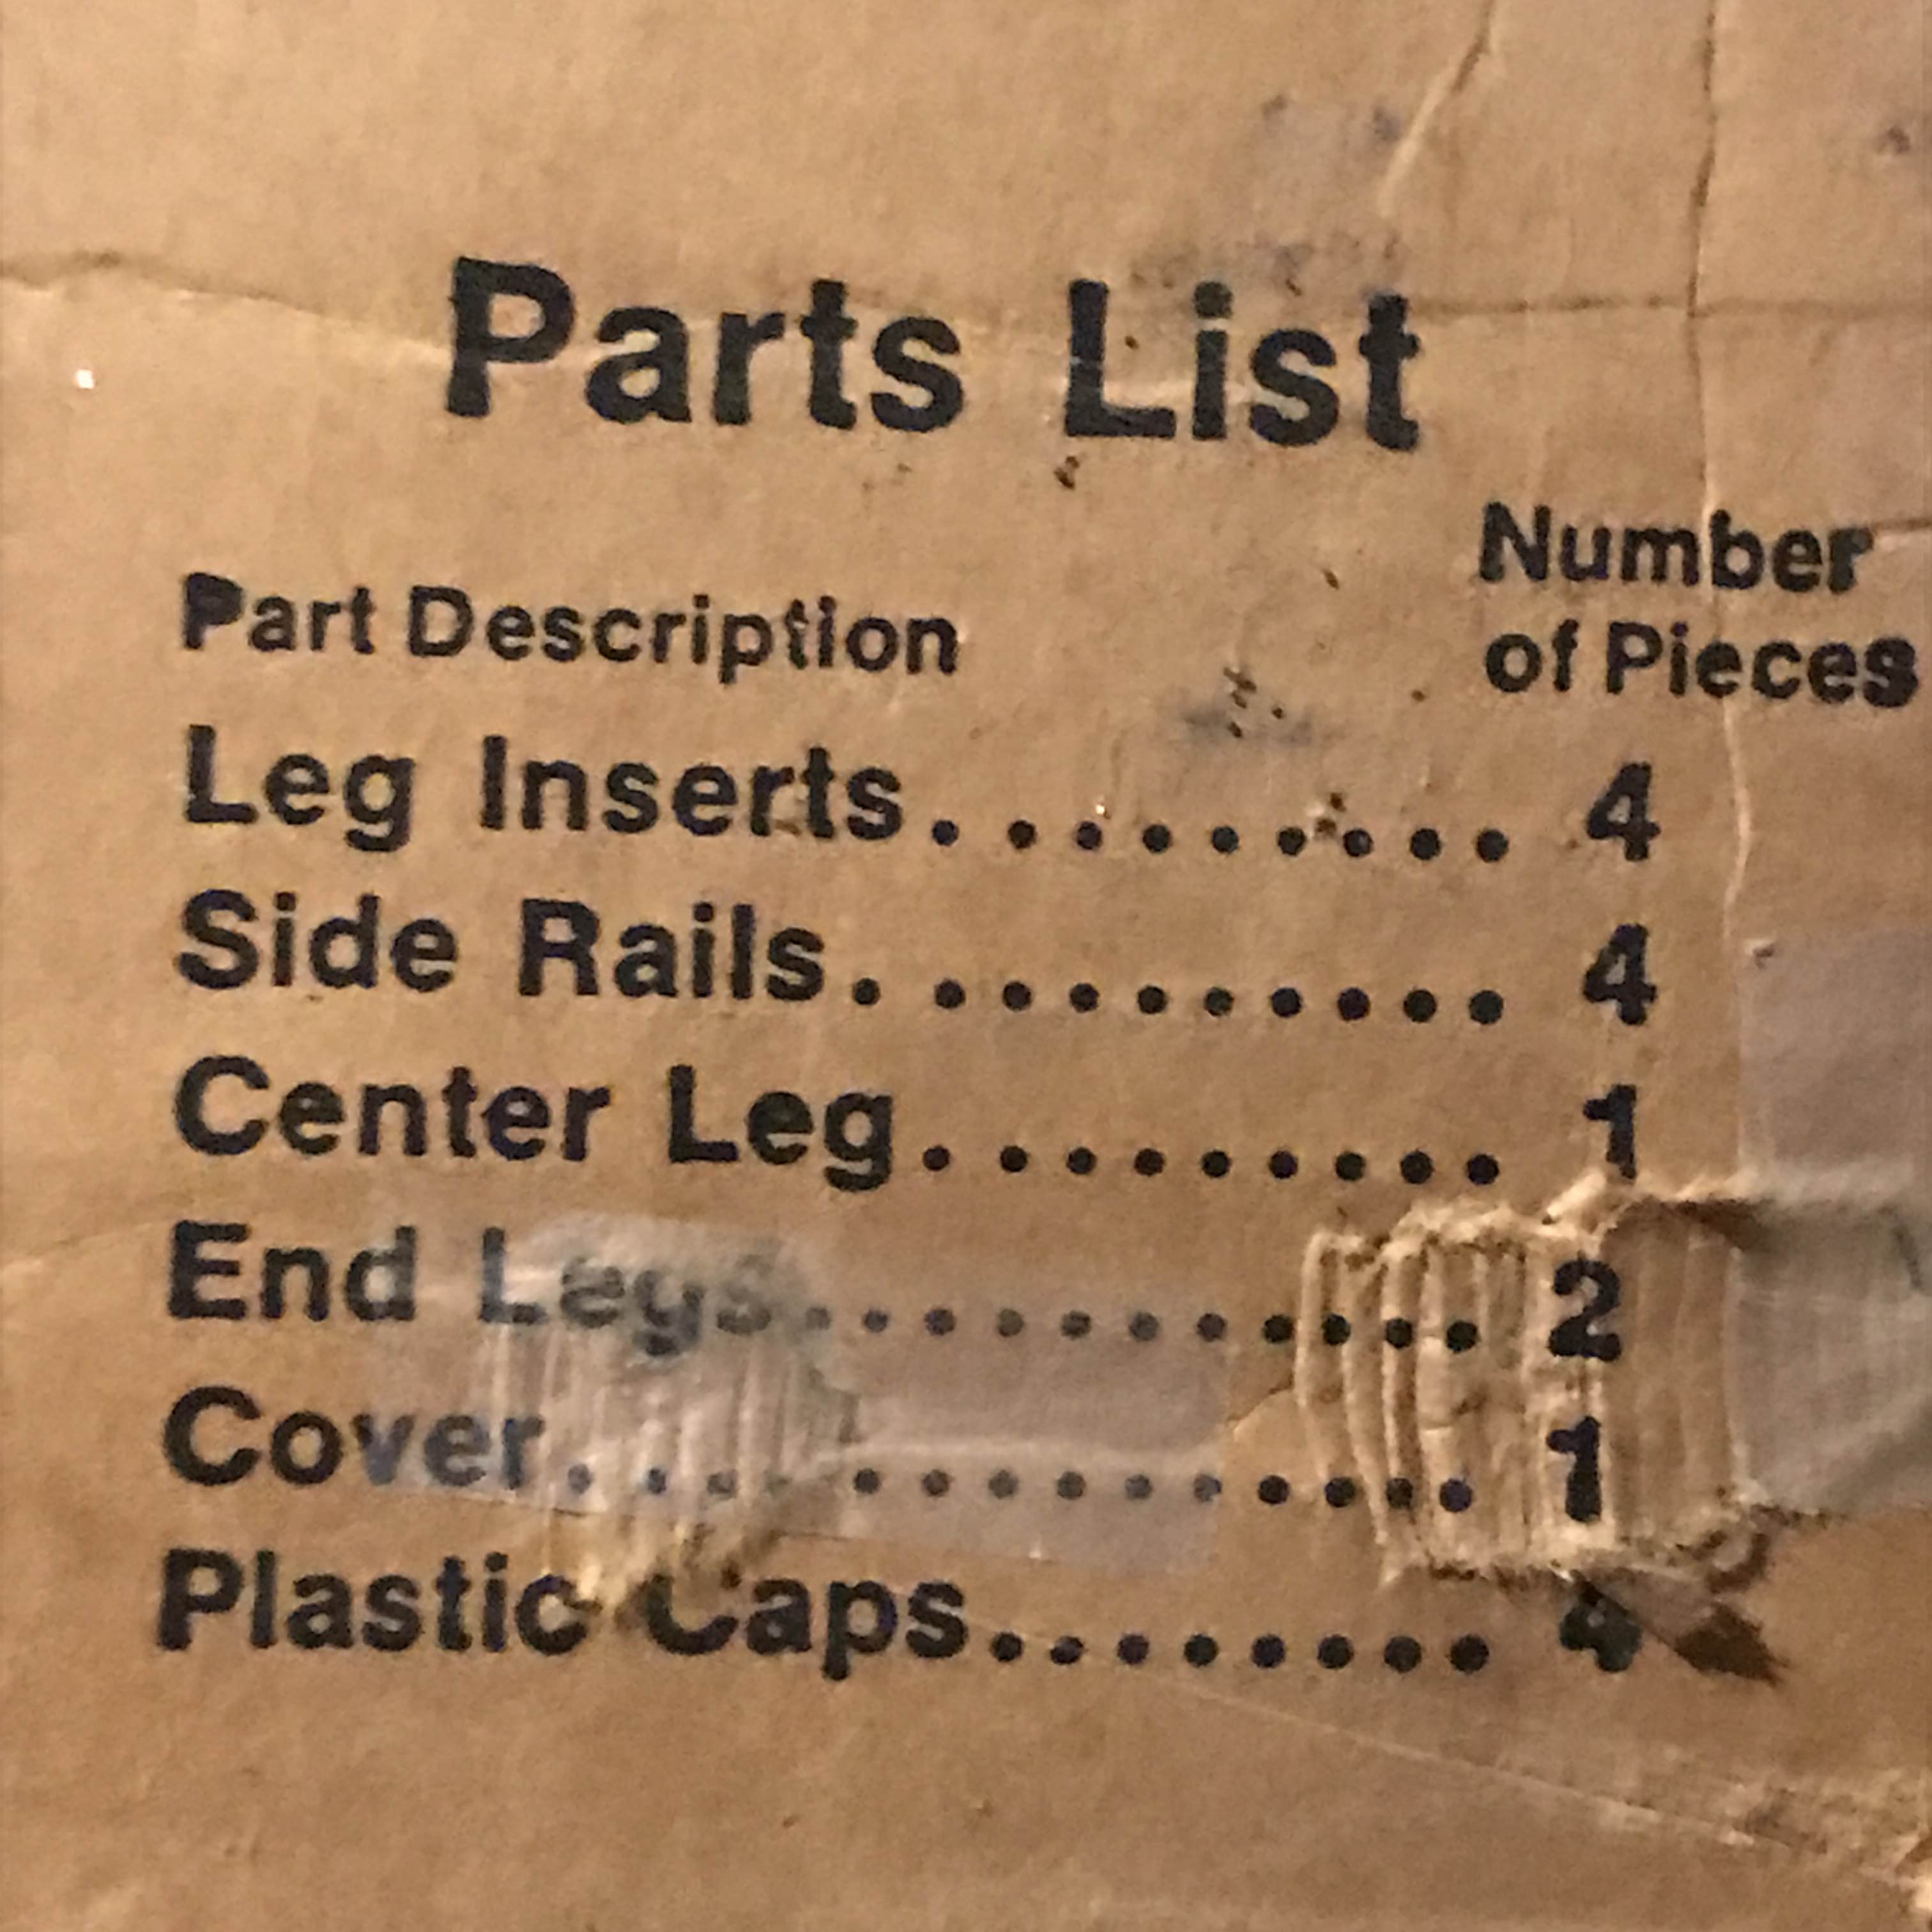 Parts List
Part Description Number of Pieces
Leg Inserts......... 4
Side Rails.......... 4
Center Leg......... 1
End Legs........... 2
Cover.............. 1
Plastic Caps........ 4